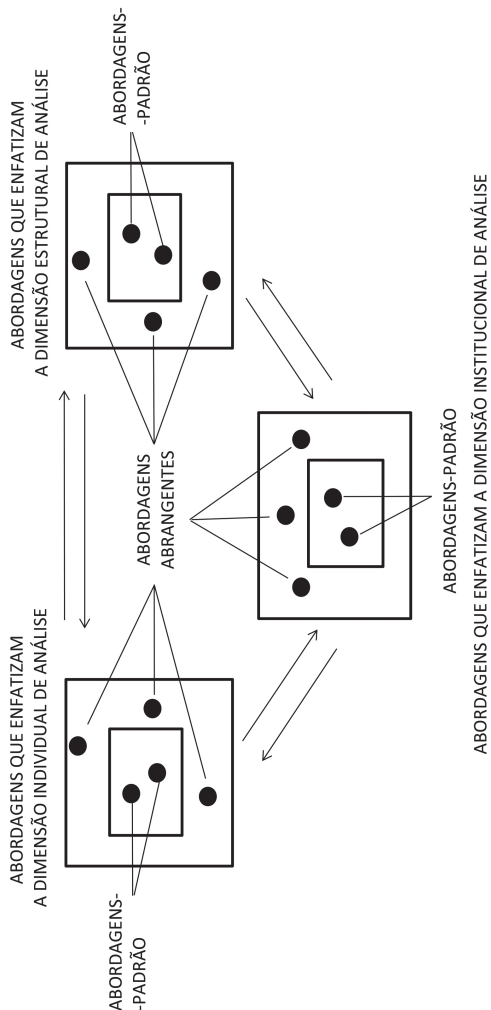 ABORDAGENS QUE ENFATIZAM
A DIMENSÃO INDIVIDUAL DE ANÁLISE
ABORDAGENS QUE ENFATIZAM
A DIMENSÃO ESTRUTURAL DE ANÁLISE
ABORDAGENS-
-PADRÃO
ABORDAGENS-
-PADRÃO
ABORDAGENS
ABRANGENTES
ABORDAGENS-PADRÃO
ABORDAGENS QUE ENFATIZAM A DIMENSÃO INSTITUCIONAL DE ANÁLISE